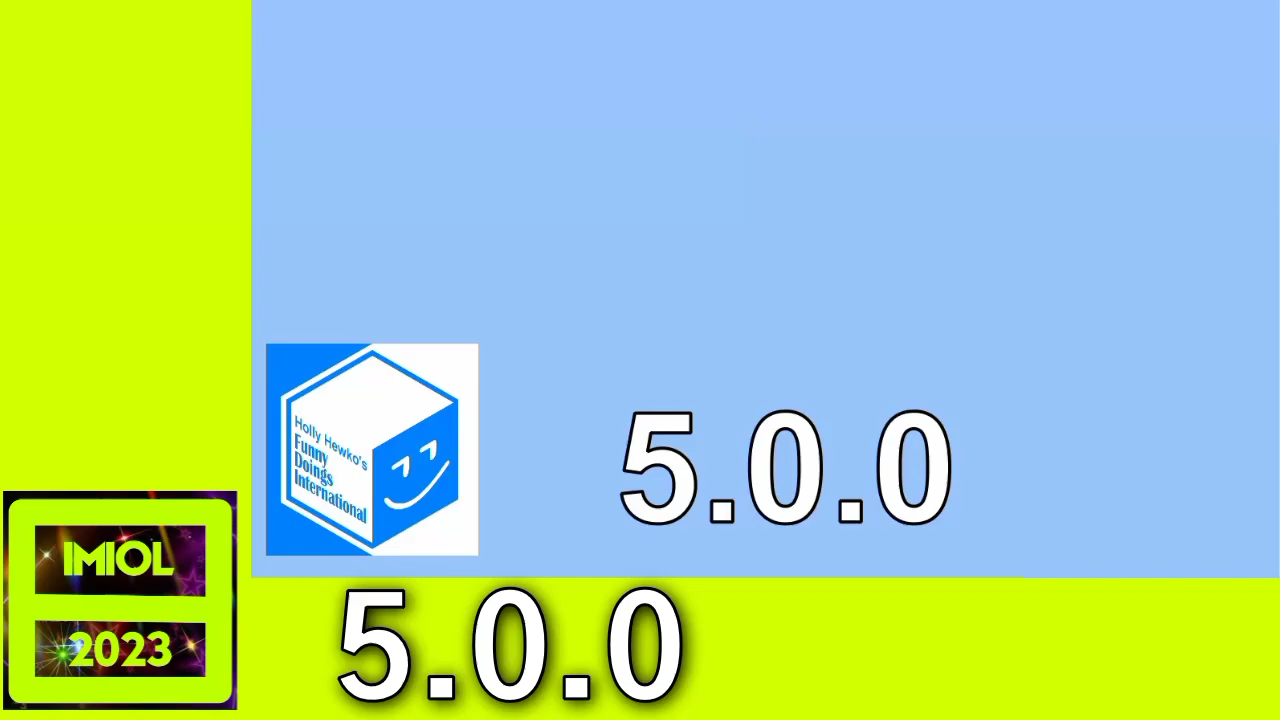 Holly Hewko's
Funny
Doings
International
5.0.0
IMIOL
2023
5.0.0